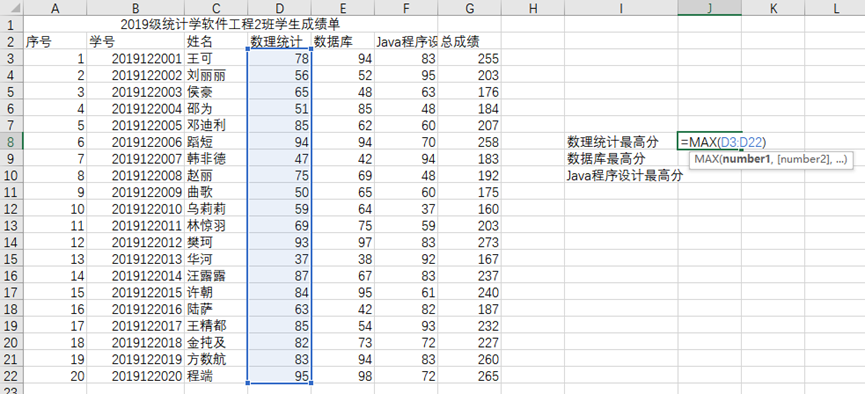 A B C D E F G H I J K L
1 2019级统计学软件工程2班学生成绩单
2 序号 学号 姓名 数理统计 数据库 Java程序设 总成绩
3 1 2019122001 王可 78 94 83 255
4 2 2019122002 刘丽丽 56 52 95 203
5 3 2019122003 侯豪 65 48 63 176
6 4 2019122004 邵为 51 85 48 184
7 5 2019122005 邓迪利 85 62 60 207
8 6 2019122006 蹈短 94 94 70 258 数理统计最高分 =MAX(D3:D22)
9 7 2019122007 韩非德 47 42 94 183 数据库最高分 MAX(number1, [number2], ...)
10 8 2019122008 赵丽 75 69 48 192 Java程序设计最高分
11 9 2019122009 曲歌 50 65 60 175
12 10 2019122010 乌莉莉 59 64 37 160
13 11 2019122011 林惊羽 69 75 59 203
14 12 2019122012 樊珂 93 97 83 273
15 13 2019122013 华河 37 38 92 167
16 14 2019122014 汪露露 87 67 83 237
17 15 2019122015 许朝 84 95 61 240
18 16 2019122016 陆萨 63 42 82 187
19 17 2019122017 王精都 85 54 93 232
20 18 2019122018 金扽及 82 73 72 227
21 19 2019122019 方数航 83 94 83 260
22 20 2019122020 程端 95 98 72 265
23